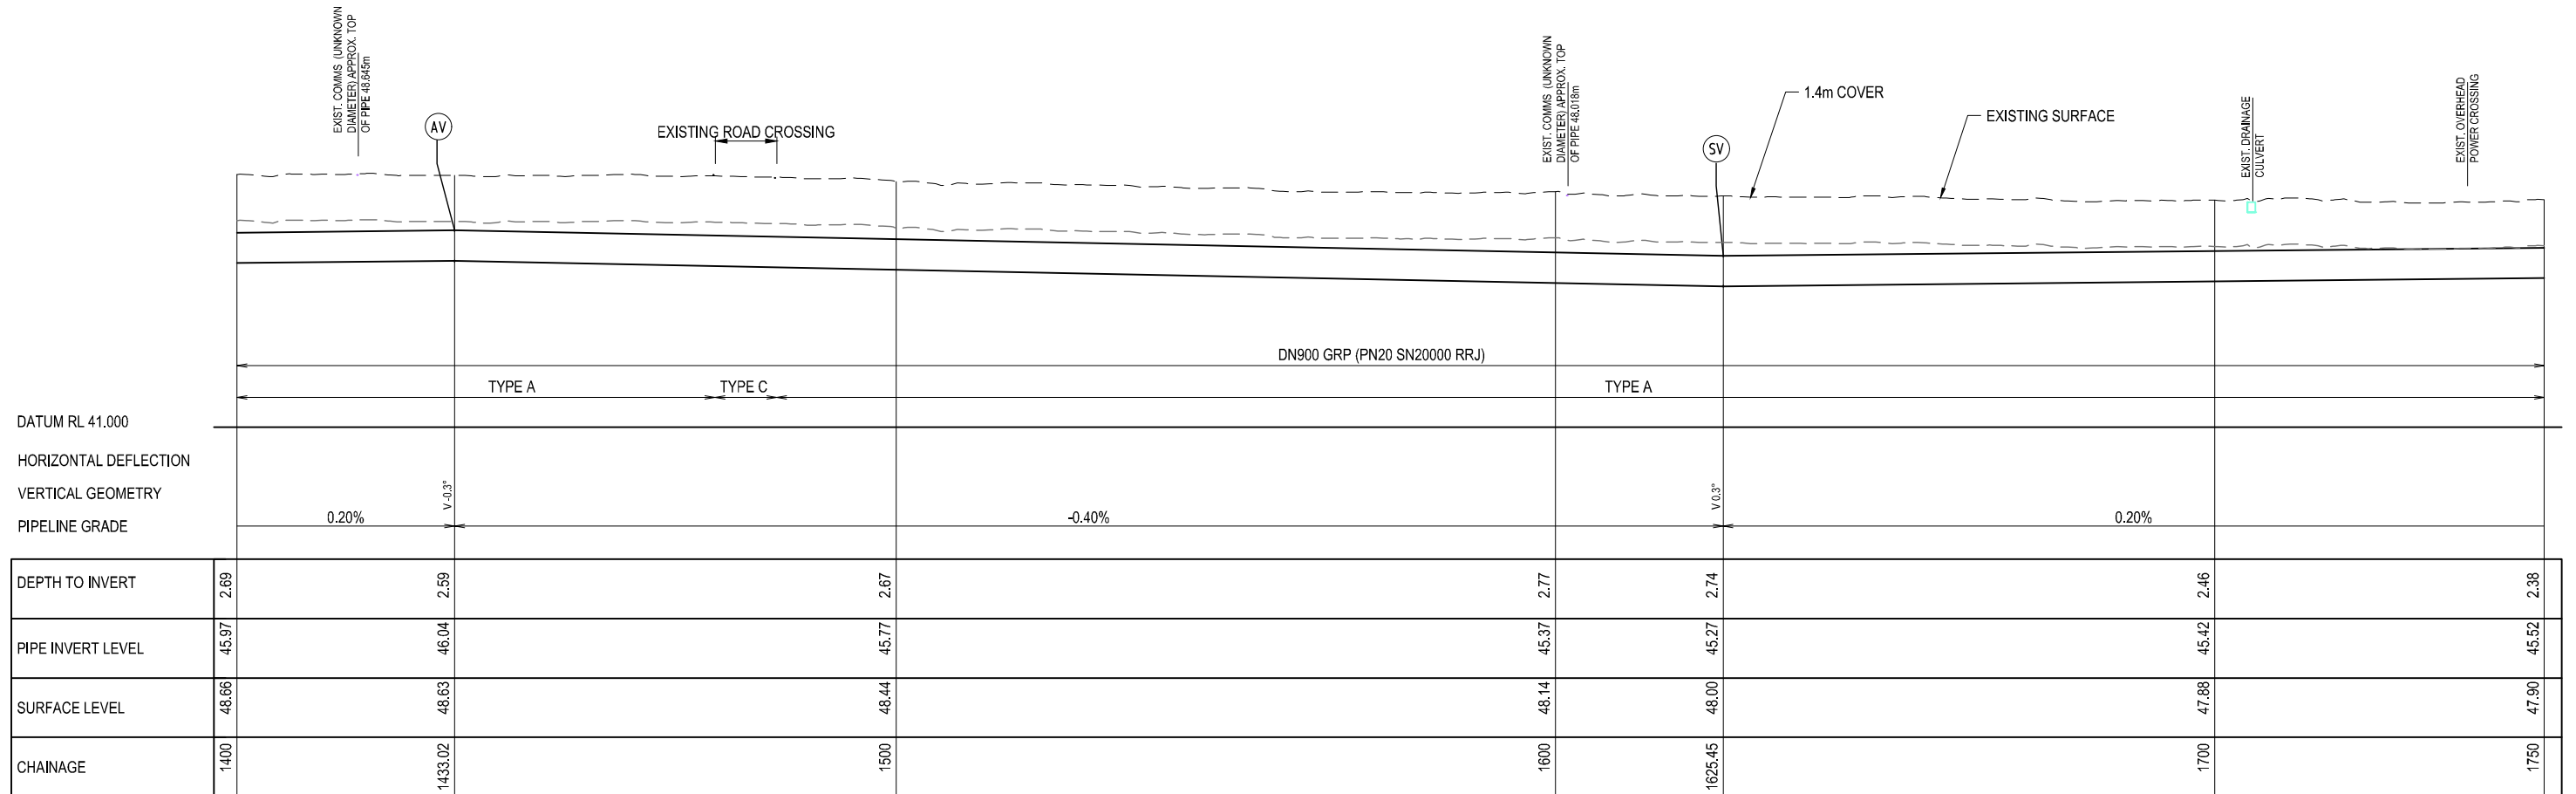 EXIST. COMMS (UNKNOWN
DIAMETER) APPROX. TOP
OF PIPE 48.645m
AV
EXISTING ROAD CROSSING
EXIST. COMMS (UNKNOWN
DIAMETER) APPROX. TOP
OF PIPE 48.018m
SV
1.4m COVER
EXISTING SURFACE
EXIST. DRAINAGE
CULVERT
EXIST. OVERHEAD
POWER CROSSING
DN900 GRP (PN20 SN20000 RRJ)
TYPE A
TYPE C
TYPE A
DATUM RL 41.000
HORIZONTAL DEFLECTION
VERTICAL GEOMETRY
V -0.3°
V 0.3°
PIPELINE GRADE
0.20%
-0.40%
0.20%
DEPTH TO INVERT
2.69
2.59
2.67
2.77
2.74
2.46
2.38
PIPE INVERT LEVEL
45.97
46.04
45.77
45.37
45.27
45.42
45.52
SURFACE LEVEL
48.66
48.63
48.44
48.14
48.00
47.88
47.90
CHAINAGE
1400
1433.02
1500
1600
1625.45
1700
1750